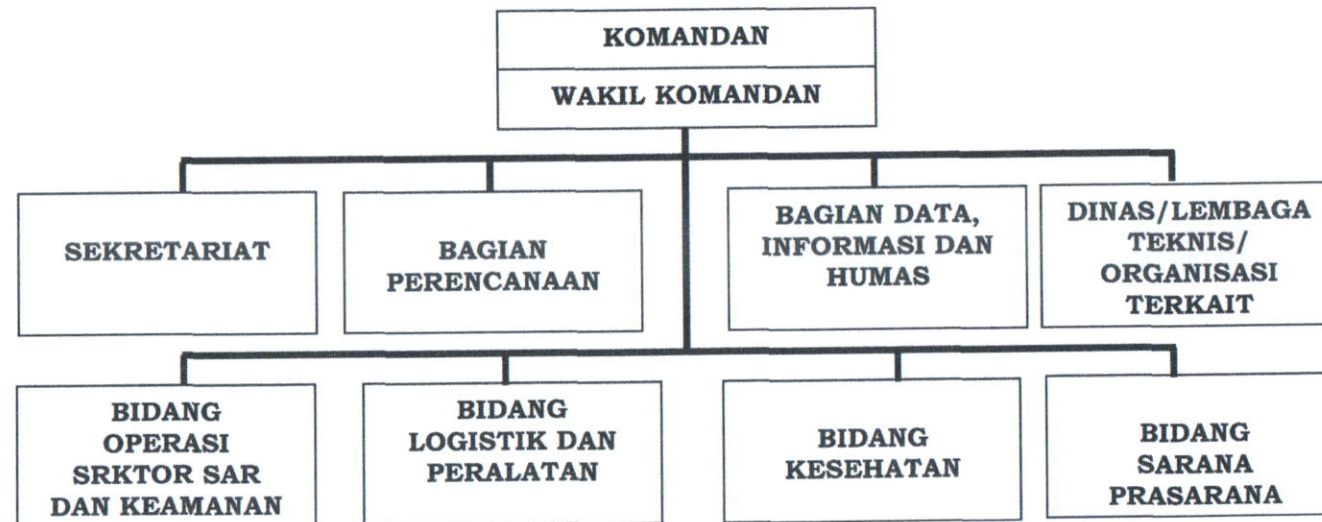 KOMANDAN
WAKIL KOMANDAN
SEKRETARIAT
BAGIAN
PERENCANAAN
BAGIAN DATA,
INFORMASI DAN
HUMAS
DINAS/LEMBAGA
TEKNIS/
ORGANISASI
TERKAIT
BIDANG
OPERASI
SRKTOR SAR
DAN KEAMANAN
BIDANG
LOGISTIK DAN
PERALATAN
BIDANG
KESEHATAN
BIDANG
SARANA
PRASARANA